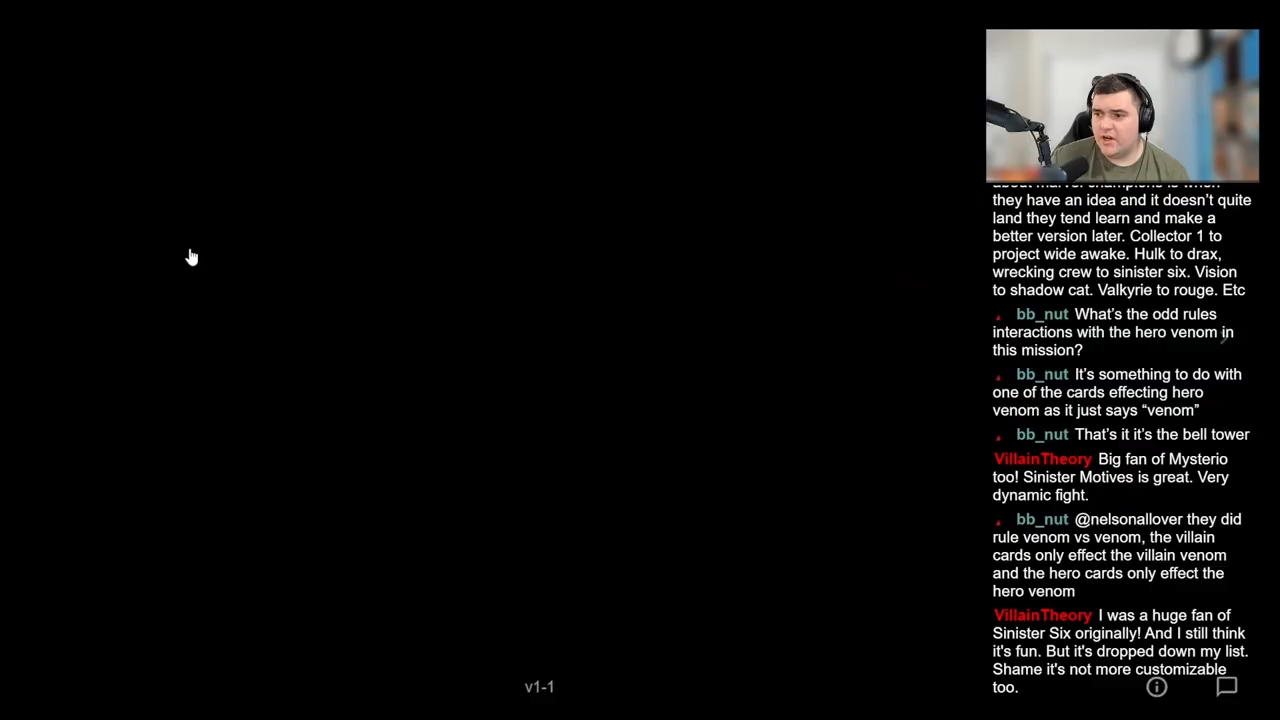 about marvel champions is when
they have an idea and it doesn't quite
land they tend learn and make a
better version later. Collector 1 to
project wide awake. Hulk to drax,
wrecking crew to sinister six. Vision
to shadow cat. Valkyrie to rouge. Etc
bb_nut What's the odd rules
interactions with the hero venom in
this mission?
bb_nut It's something to do with
one of the cards effecting hero
venom as it just says “venom”
bb_nut That's it it's the bell tower
VillainTheory Big fan of Mysterio
too! Sinister Motives is great. Very
dynamic fight.
bb_nut @nelsonallover they did
rule venom vs venom, the villain
cards only effect the villain venom
and the hero cards only effect the
hero venom
VillainTheory I was a huge fan of
Sinister Six originally! And I still think
it's fun. But it's dropped down my list.
Shame it's not more customizable
too.
v1-1